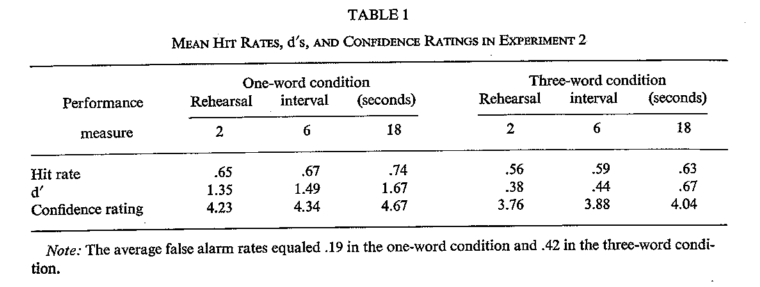 TABLE 1
MEAN HIT RATES, d's, AND CONFIDENCE RATINGS IN EXPERIMENT 2
One-word condition Three-word condition
Performance Rehearsal interval (seconds) Rehearsal interval (seconds)
measure 2 6 18 2 6 18
Hit rate .65 .67 .74 .56 .59 .63
d' 1.35 1.49 1.67 .38 .44 .67
Confidence rating 4.23 4.34 4.67 3.76 3.88 4.04
Note: The average false alarm rates equaled .19 in the one-word condition and .42 in the three-word condi-
tion.